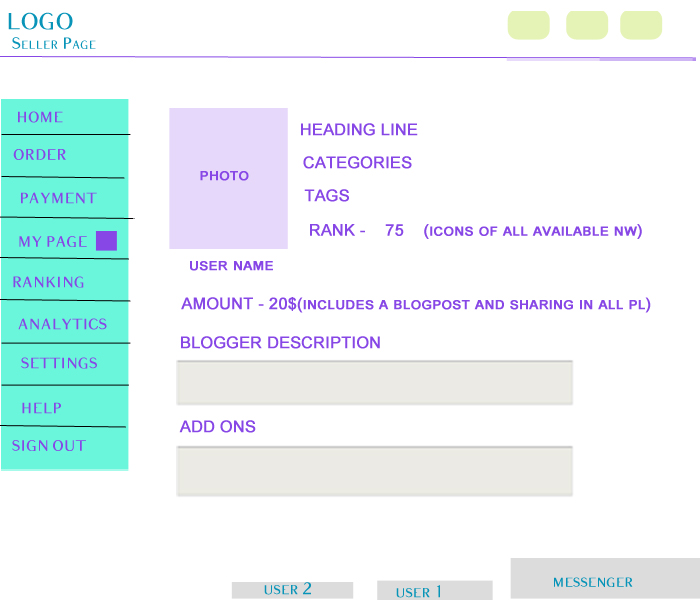 LOGO
SELLER PAGE
HOME
ORDER
PAYMENT
MY PAGE
RANKING
ANALYTICS
SETTINGS
HELP
SIGN OUT
PHOTO
HEADING LINE
CATEGORIES
TAGS
RANK - 75 (ICONS OF ALL AVAILABLE NW)
USER NAME
AMOUNT - 20$(INCLUDES A BLOGPOST AND SHARING IN ALL PL)
BLOGGER DESCRIPTION
ADD ONS
USER 2
USER 1
MESSENGER